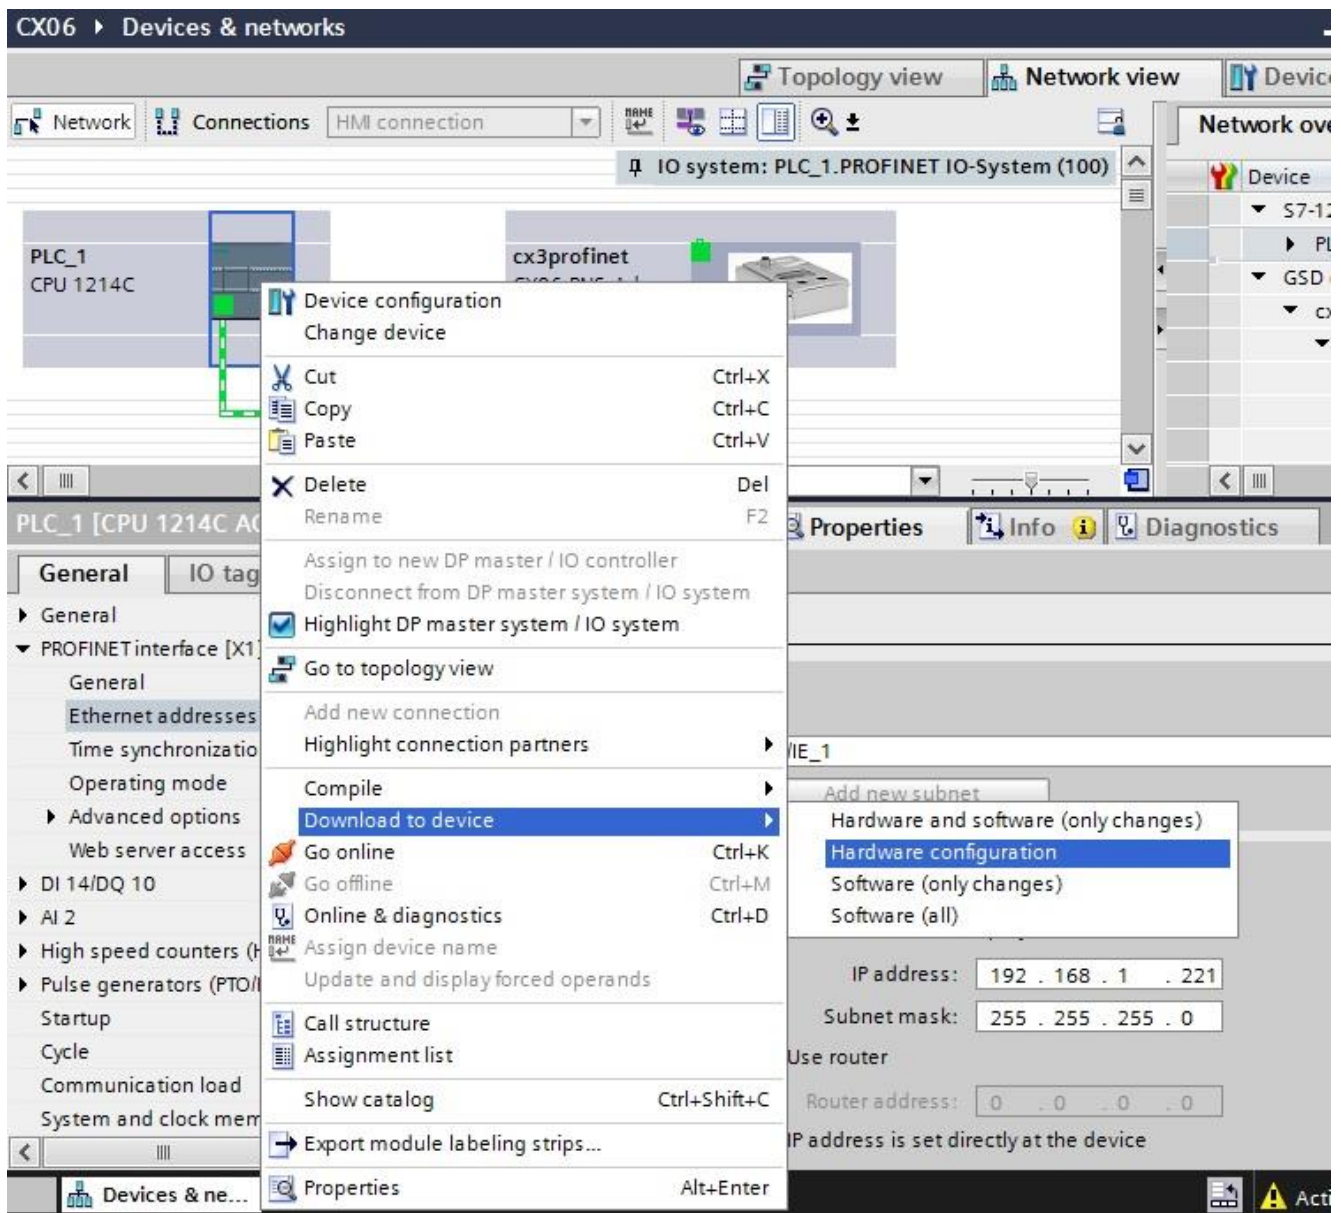 CX06 ▸ Devices & networks
Topology view
Network view
Devic
Network
Connections
HMI connection
Network ove
IO system: PLC_1.PROFINET IO-System (100)
Device
S7-12
PL
GSD
cx
PLC_1
CPU 1214C
cx3profinet
Device configuration
Change device
Cut Ctrl+X
Copy Ctrl+C
Paste Ctrl+V
Delete Del
Rename F2
Assign to new DP master / IO controller
Disconnect from DP master system / IO system
Highlight DP master system / IO system
Go to topology view
Add new connection
Highlight connection partners
Compile
Download to device
Go online Ctrl+K
Go offline Ctrl+M
Online & diagnostics Ctrl+D
Assign device name
Update and display forced operands
Call structure
Assignment list
Show catalog Ctrl+Shift+C
Export module labeling strips...
Properties Alt+Enter
Hardware and software (only changes)
Hardware configuration
Software (only changes)
Software (all)
PLC_1 [CPU 1214C AC
Properties
Info
Diagnostics
General
IO tag
General
PROFINET interface [X1]
General
Ethernet addresses
Time synchronizatio
Operating mode
Advanced options
Web server access
DI 14/DQ 10
AI 2
High speed counters (H
Pulse generators (PTO/
Startup
Cycle
Communication load
System and clock mem
/IE_1
Add new subnet
IP address: 192 . 168 . 1 . 221
Subnet mask: 255 . 255 . 255 . 0
Use router
Router address: 0 . 0 . 0 . 0
IP address is set directly at the device
Devices & ne...
Acti